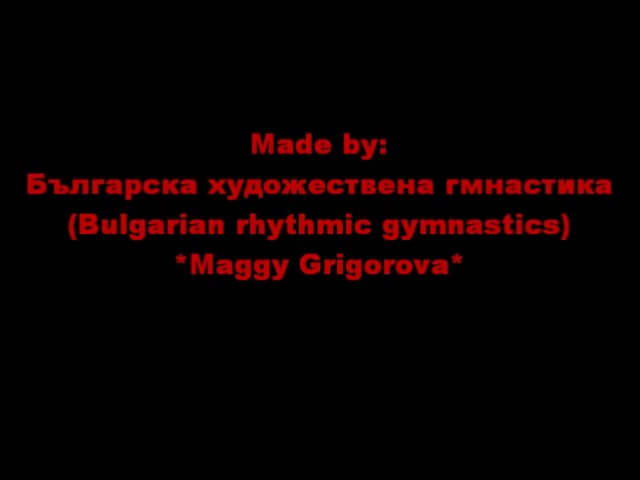 Made by:
Българска художествена гмнастика
(Bulgarian rhythmic gymnastics)
*Maggy Grigorova*